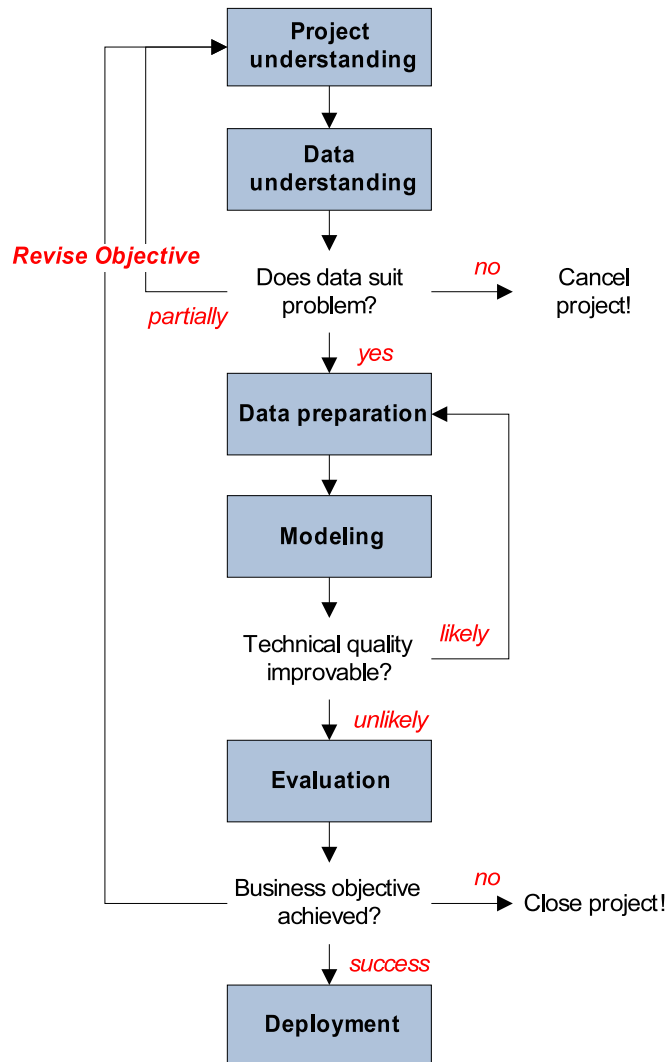 Project
understanding
Data
understanding
Revise Objective
Does data suit
problem?
no
Cancel
project!
partially
yes
Data preparation
Modeling
Technical quality
improvable?
likely
unlikely
Evaluation
Business objective
achieved?
no
Close project!
success
Deployment